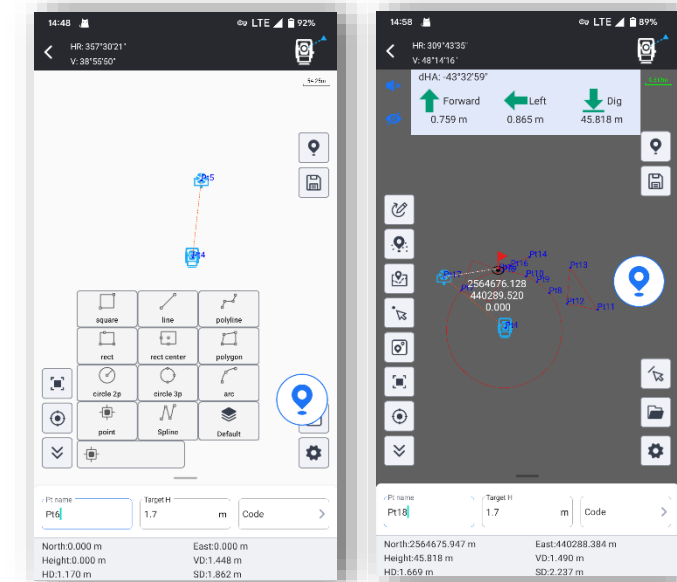 14:48
LTE 92%
HR: 357°30'21"
V: 38°55'50"
54.25m
Pt5
Pt4
square
line
polyline
rect
rect center
polygon
circle 2p
circle 3p
arc
point
Spline
Default
Pt name
Pt6
Target H
1.7 m
Code
North:0.000 m
East:0.000 m
Height:0.000 m
VD:1.448 m
HD:1.170 m
SD:1.862 m
14:58
LTE 89%
HR: 309°43'35"
V: 48°14'16"
dHA: -43°32'59"
Forward
Left
Dig
0.759 m
0.865 m
45.818 m
Pt14
Pt16
Pt13
Pt17
Pt10
Pt9
Pt8
Pt12
Pt11
2564676.128
440289.520
0.000
Pt4
Pt name
Pt18
Target H
1.7 m
Code
North:2564675.947 m
East:440288.384 m
Height:45.818 m
VD:1.490 m
HD:1.669 m
SD:2.237 m